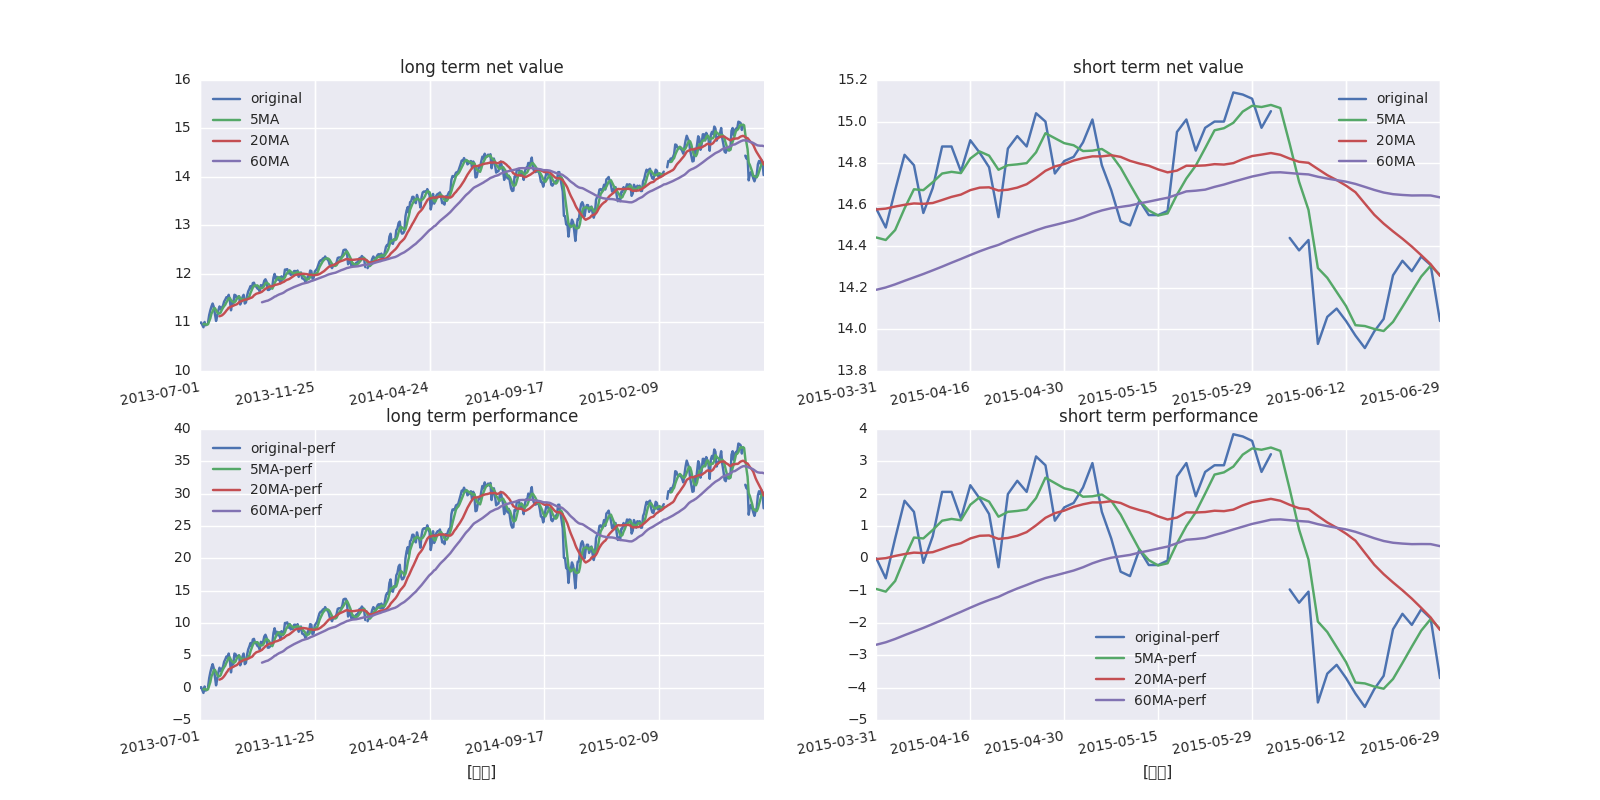 long term net value
16
15
14
13
12
11
10
original
5MA
20MA
60MA
2013-07-01
2013-11-25
2014-04-24
2014-09-17
2015-02-09
short term net value
15.2
15.0
14.8
14.6
14.4
14.2
14.0
13.8
original
5MA
20MA
60MA
2015-03-31
2015-04-16
2015-04-30
2015-05-15
2015-05-29
2015-06-12
2015-06-29
long term performance
40
35
30
25
20
15
10
5
0
−5
original-perf
5MA-perf
20MA-perf
60MA-perf
2013-07-01
2013-11-25
2014-04-24
2014-09-17
2015-02-09
short term performance
4
3
2
1
0
−1
−2
−3
−4
−5
original-perf
5MA-perf
20MA-perf
60MA-perf
2015-03-31
2015-04-16
2015-04-30
2015-05-15
2015-05-29
2015-06-12
2015-06-29